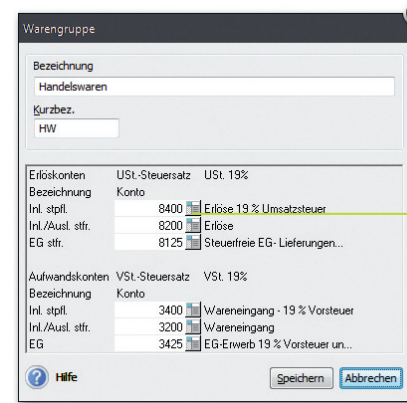 Warengruppe
Bezeichnung
Handelswaren
Kurzbez.
HW
Erlöskonten USt.-Steuersatz USt. 19%
Bezeichnung Konto
Inl. stpfl. 8400 Erlöse 19 % Umsatzsteuer
Inl./Ausl. stfr. 8200 Erlöse
EG stfr. 8125 Steuerfreie EG- Lieferungen...
Aufwandskonten VSt.-Steuersatz VSt. 19%
Bezeichnung Konto
Inl. stpfl. 3400 Wareneingang - 19 % Vorsteuer
Inl./Ausl. stfr. 3200 Wareneingang
EG 3425 EG-Erwerb 19 % Vorsteuer un...
? Hilfe Speichern Abbrechen